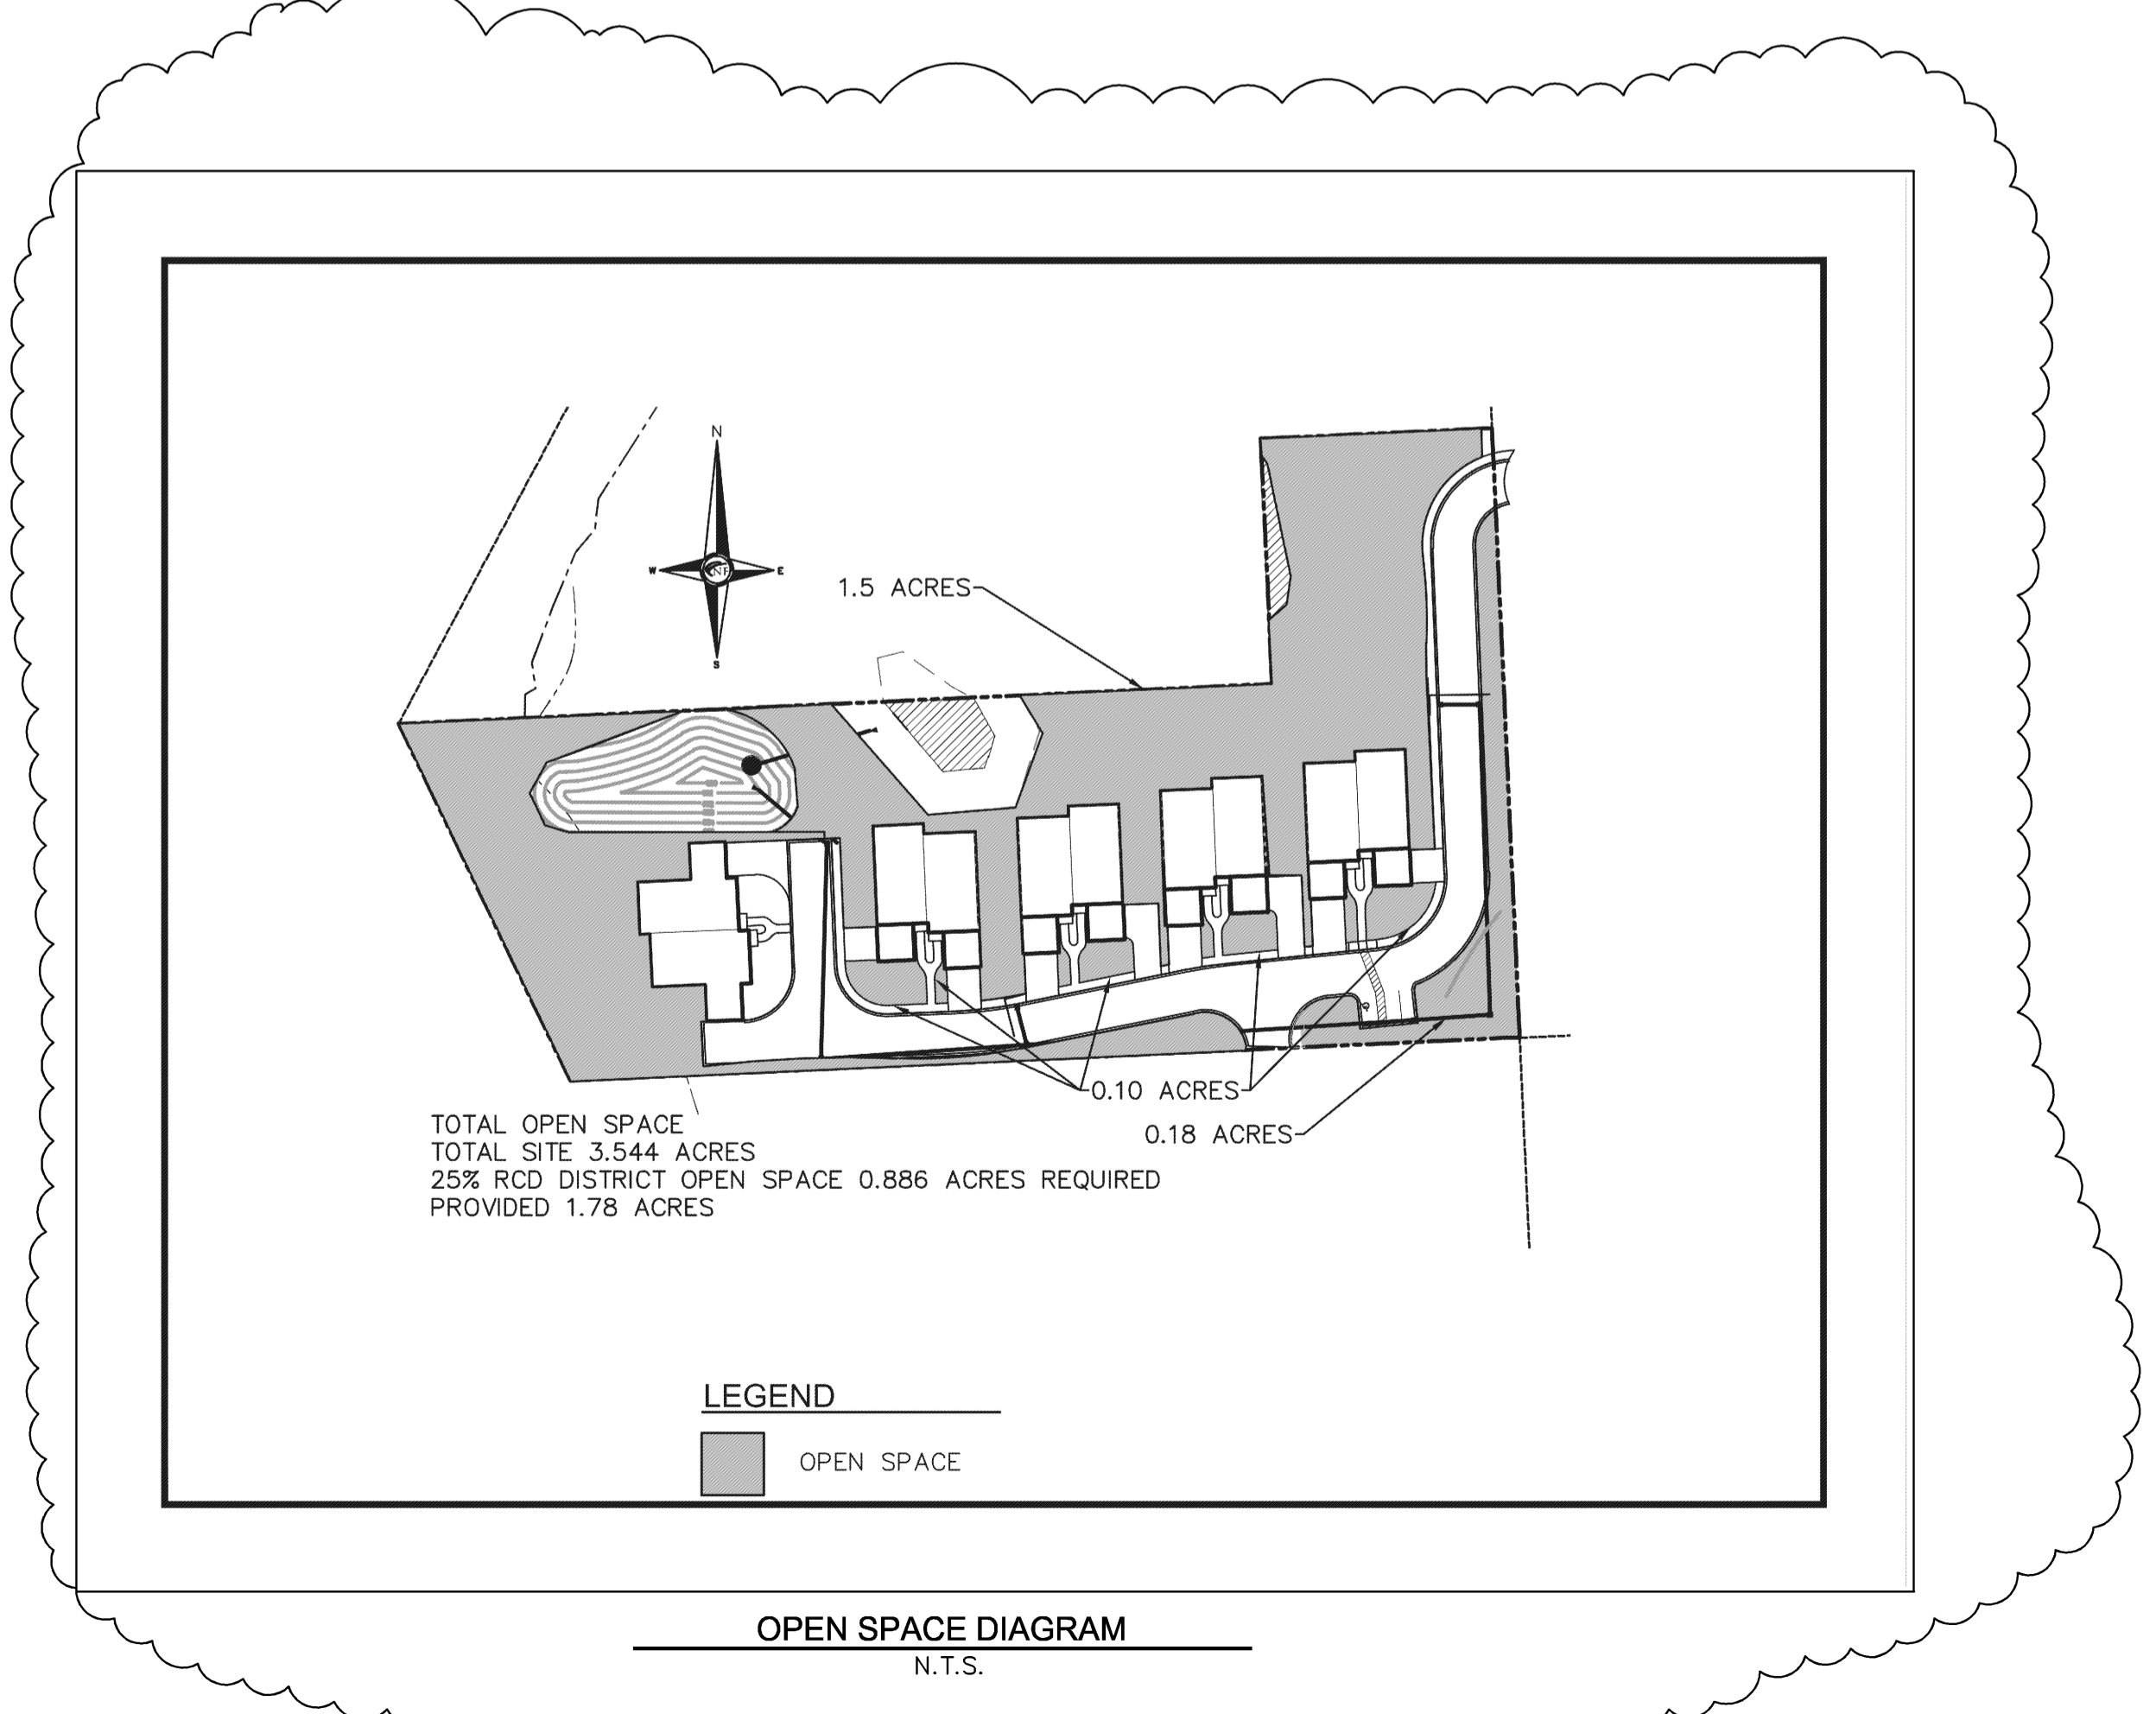 N
W
NF
E
S
1.5 ACRES
0.10 ACRES
0.18 ACRES
TOTAL OPEN SPACE
TOTAL SITE 3.544 ACRES
25% RCD DISTRICT OPEN SPACE 0.886 ACRES REQUIRED
PROVIDED 1.78 ACRES
LEGEND
OPEN SPACE
OPEN SPACE DIAGRAM
N.T.S.